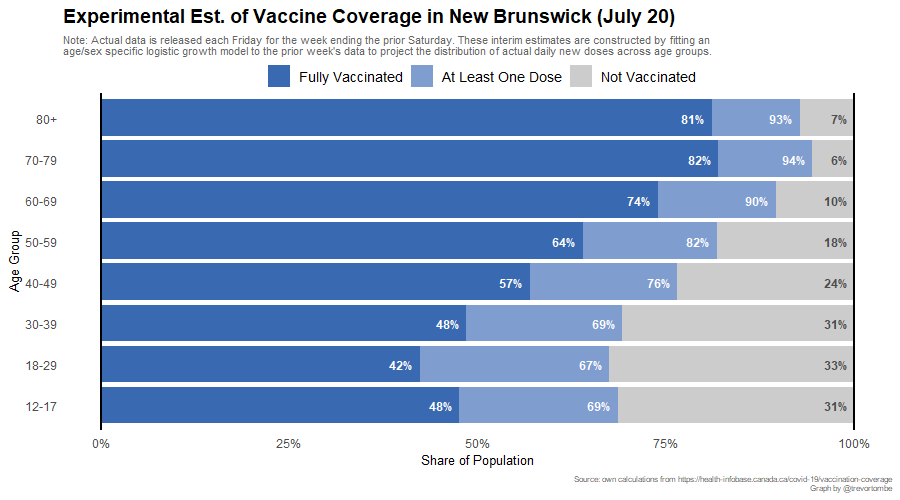 Experimental Est. of Vaccine Coverage in New Brunswick (July 20)
Note: Actual data is released each Friday for the week ending the prior Saturday. These interim estimates are constructed by fitting an
age/sex specific logistic growth model to the prior week's data to project the distribution of actual daily new doses across age groups.
Fully Vaccinated At Least One Dose Not Vaccinated
80+ 81% 93% 7%
70-79 82% 94% 6%
60-69 74% 90% 10%
50-59 64% 82% 18%
Age Group
40-49 57% 76% 24%
30-39 48% 69% 31%
18-29 42% 67% 33%
12-17 48% 69% 31%
0% 25% 50% 75% 100%
Share of Population
Source: own calculations from https://health-infobase.canada.ca/covid-19/vaccination-coverage
Graph by @trevortombe